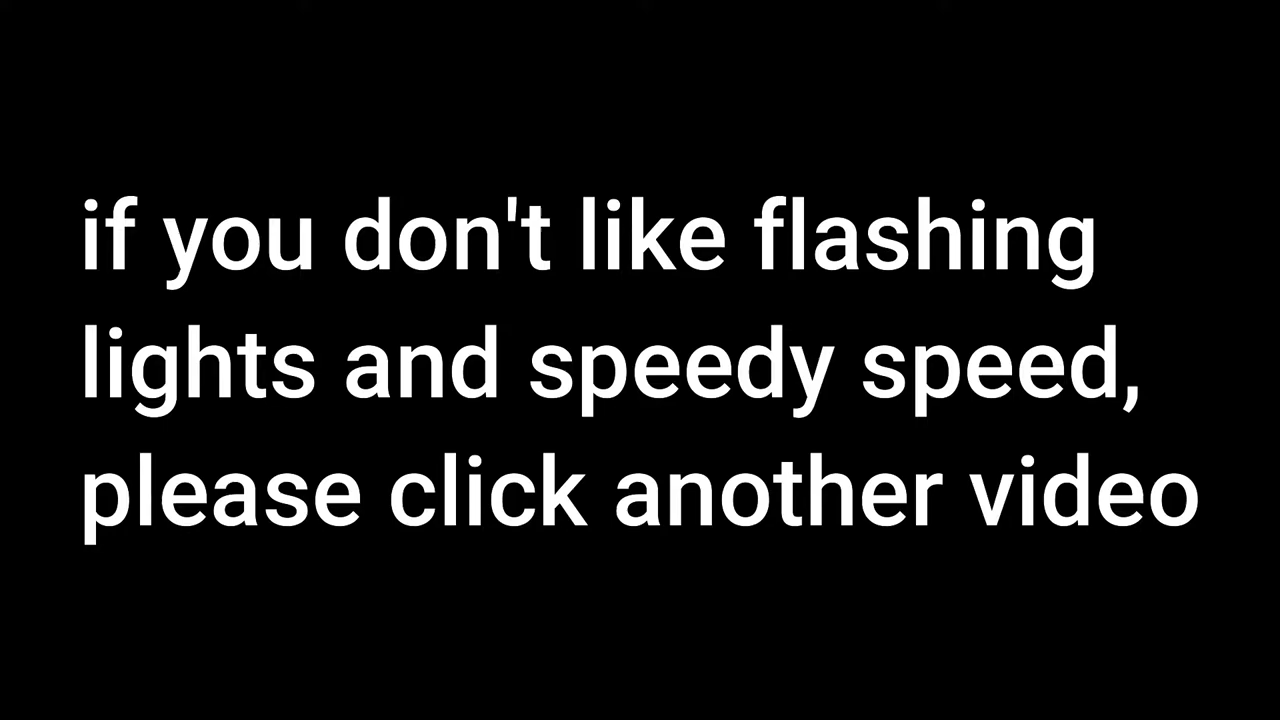 if you don't like flashing
lights and speedy speed,
please click another video